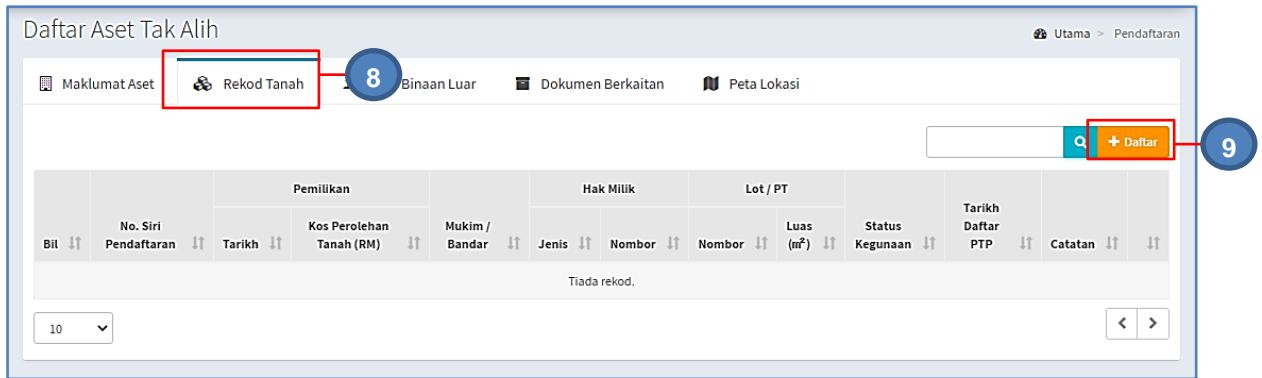 Daftar Aset Tak Alih
Utama > Pendaftaran
Maklumat Aset
Rekod Tanah
8
Binaan Luar
Dokumen Berkaitan
Peta Lokasi
+ Daftar
9
Pemilikan
Hak Milik
Lot / PT
Bil
No. Siri
Pendaftaran
Tarikh
Kos Perolehan
Tanah (RM)
Mukim /
Bandar
Jenis
Nombor
Nombor
Luas
(m²)
Status
Kegunaan
Tarikh
Daftar
PTP
Catatan
Tiada rekod.
10
< >